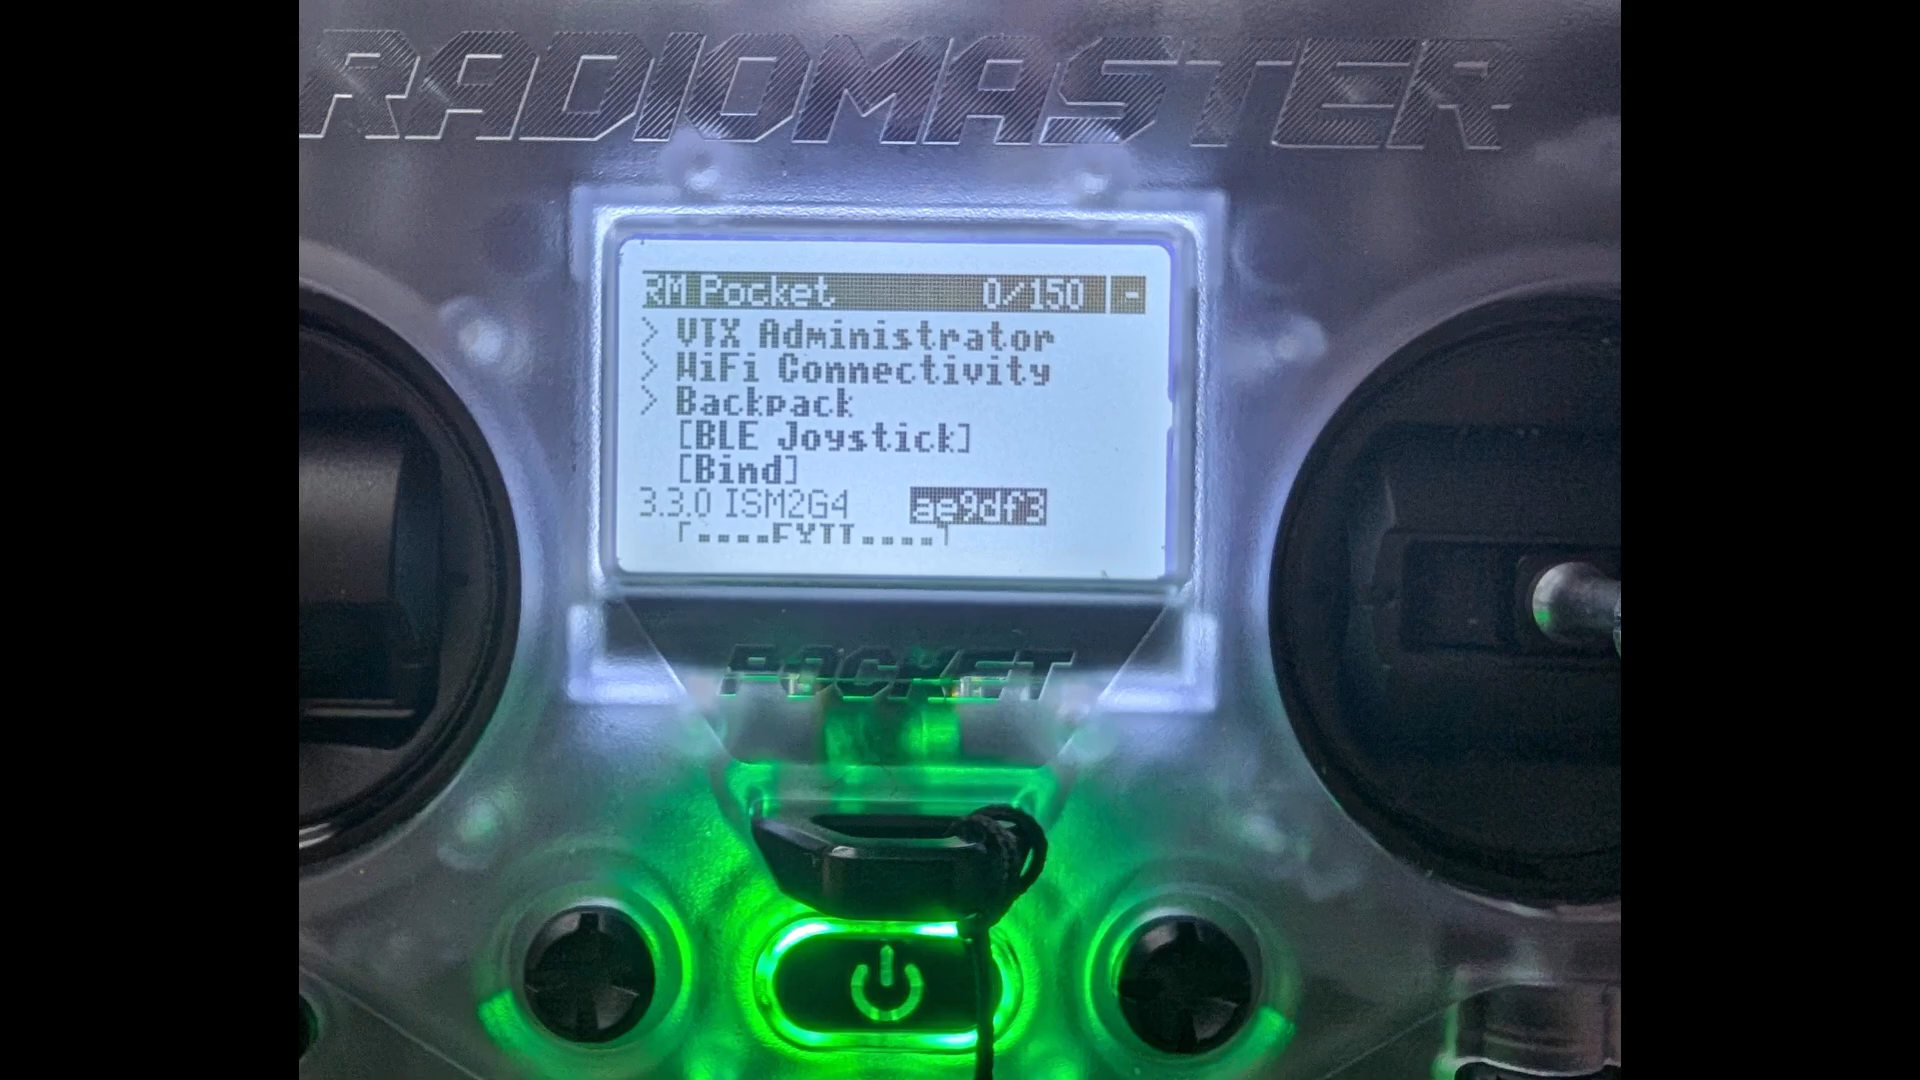 RADIOMASTER
RM Pocket 0/150 -
> VTX Administrator
> WiFi Connectivity
> Backpack
[BLE Joystick]
[Bind]
3.3.0 ISM2G4 ae9df3
[....EXIT....]
POCKET